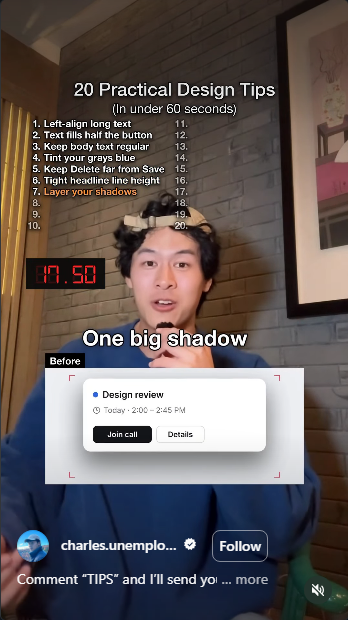 20 Practical Design Tips
(In under 60 seconds)
1. Left-align long text
2. Text fills half the button
3. Keep body text regular
4. Tint your grays blue
5. Keep Delete far from Save
6. Tight headline line height
7. Layer your shadows
8.
9.
10.
11.
12.
13.
14.
15.
16.
17.
18.
19.
20.
17.50
One big shadow
Before
Design review
Today · 2:00 – 2:45 PM
Join call
Details
charles.unemplo...
Follow
Comment “TIPS” and I’ll send you ... more